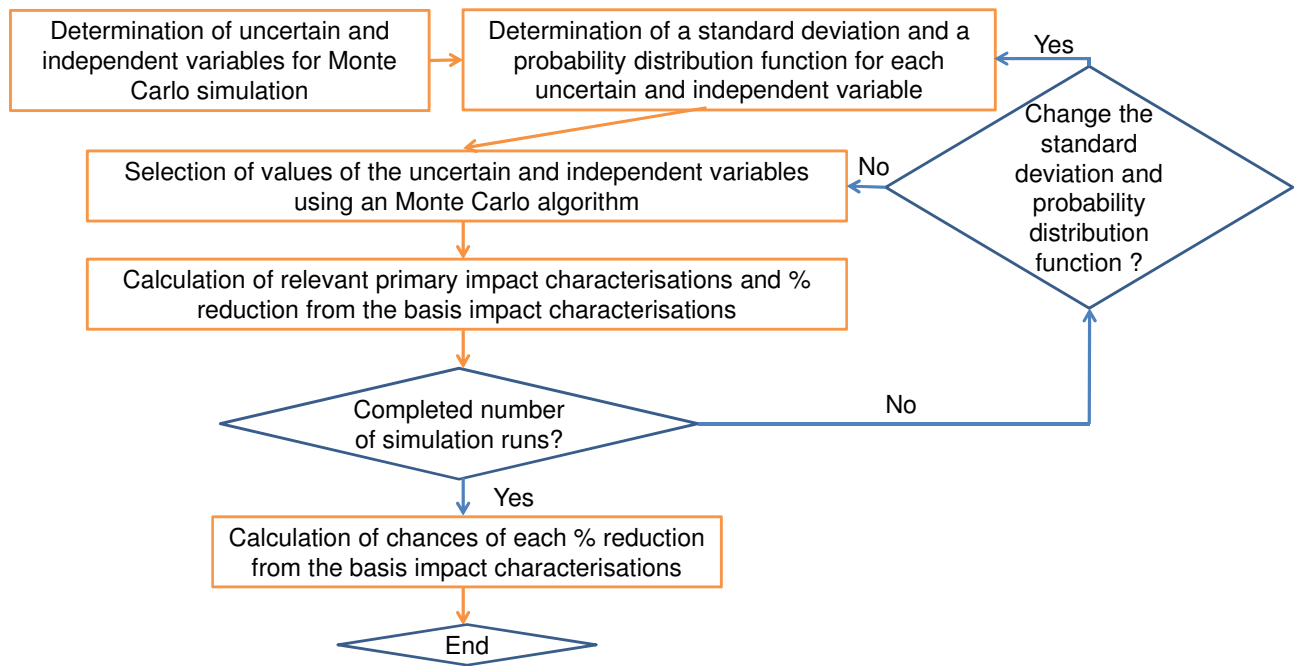 Determination of uncertain and
independent variables for Monte
Carlo simulation
Determination of a standard deviation and a
probability distribution function for each
uncertain and independent variable
Yes
Change the
standard
deviation and
probability
distribution
function ?
No
Selection of values of the uncertain and independent variables
using an Monte Carlo algorithm
Calculation of relevant primary impact characterisations and %
reduction from the basis impact characterisations
Completed number
of simulation runs?
No
Yes
Calculation of chances of each % reduction
from the basis impact characterisations
End